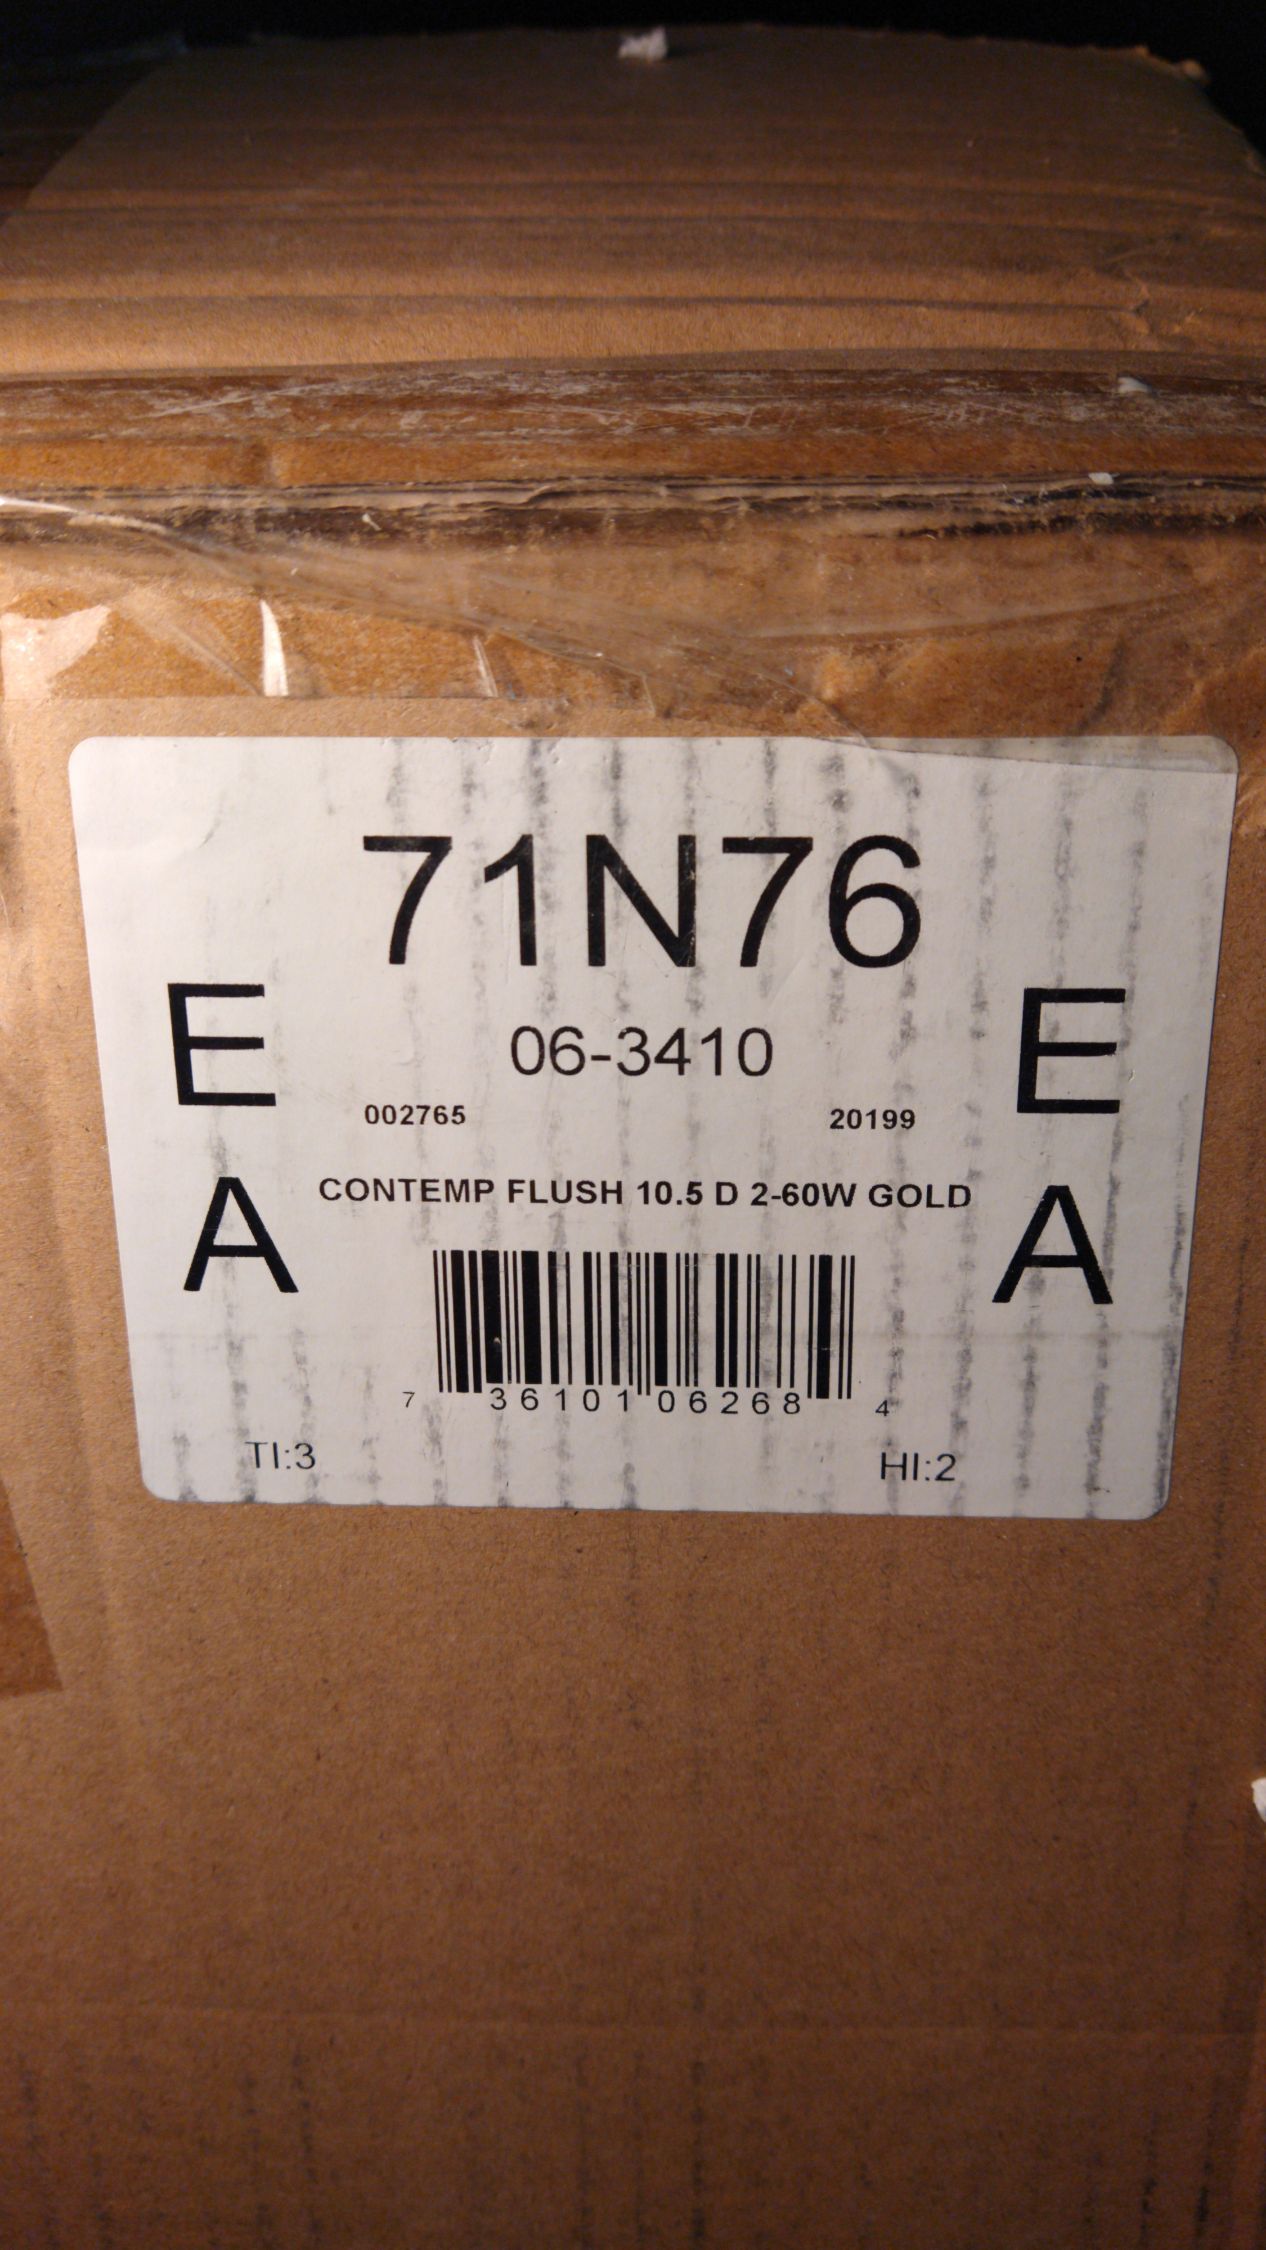 71N76
E E
06-3410
002765 20199
A A
CONTEMP FLUSH 10.5 D 2-60W GOLD
7 36101 06268 4
TI:3 HI:2